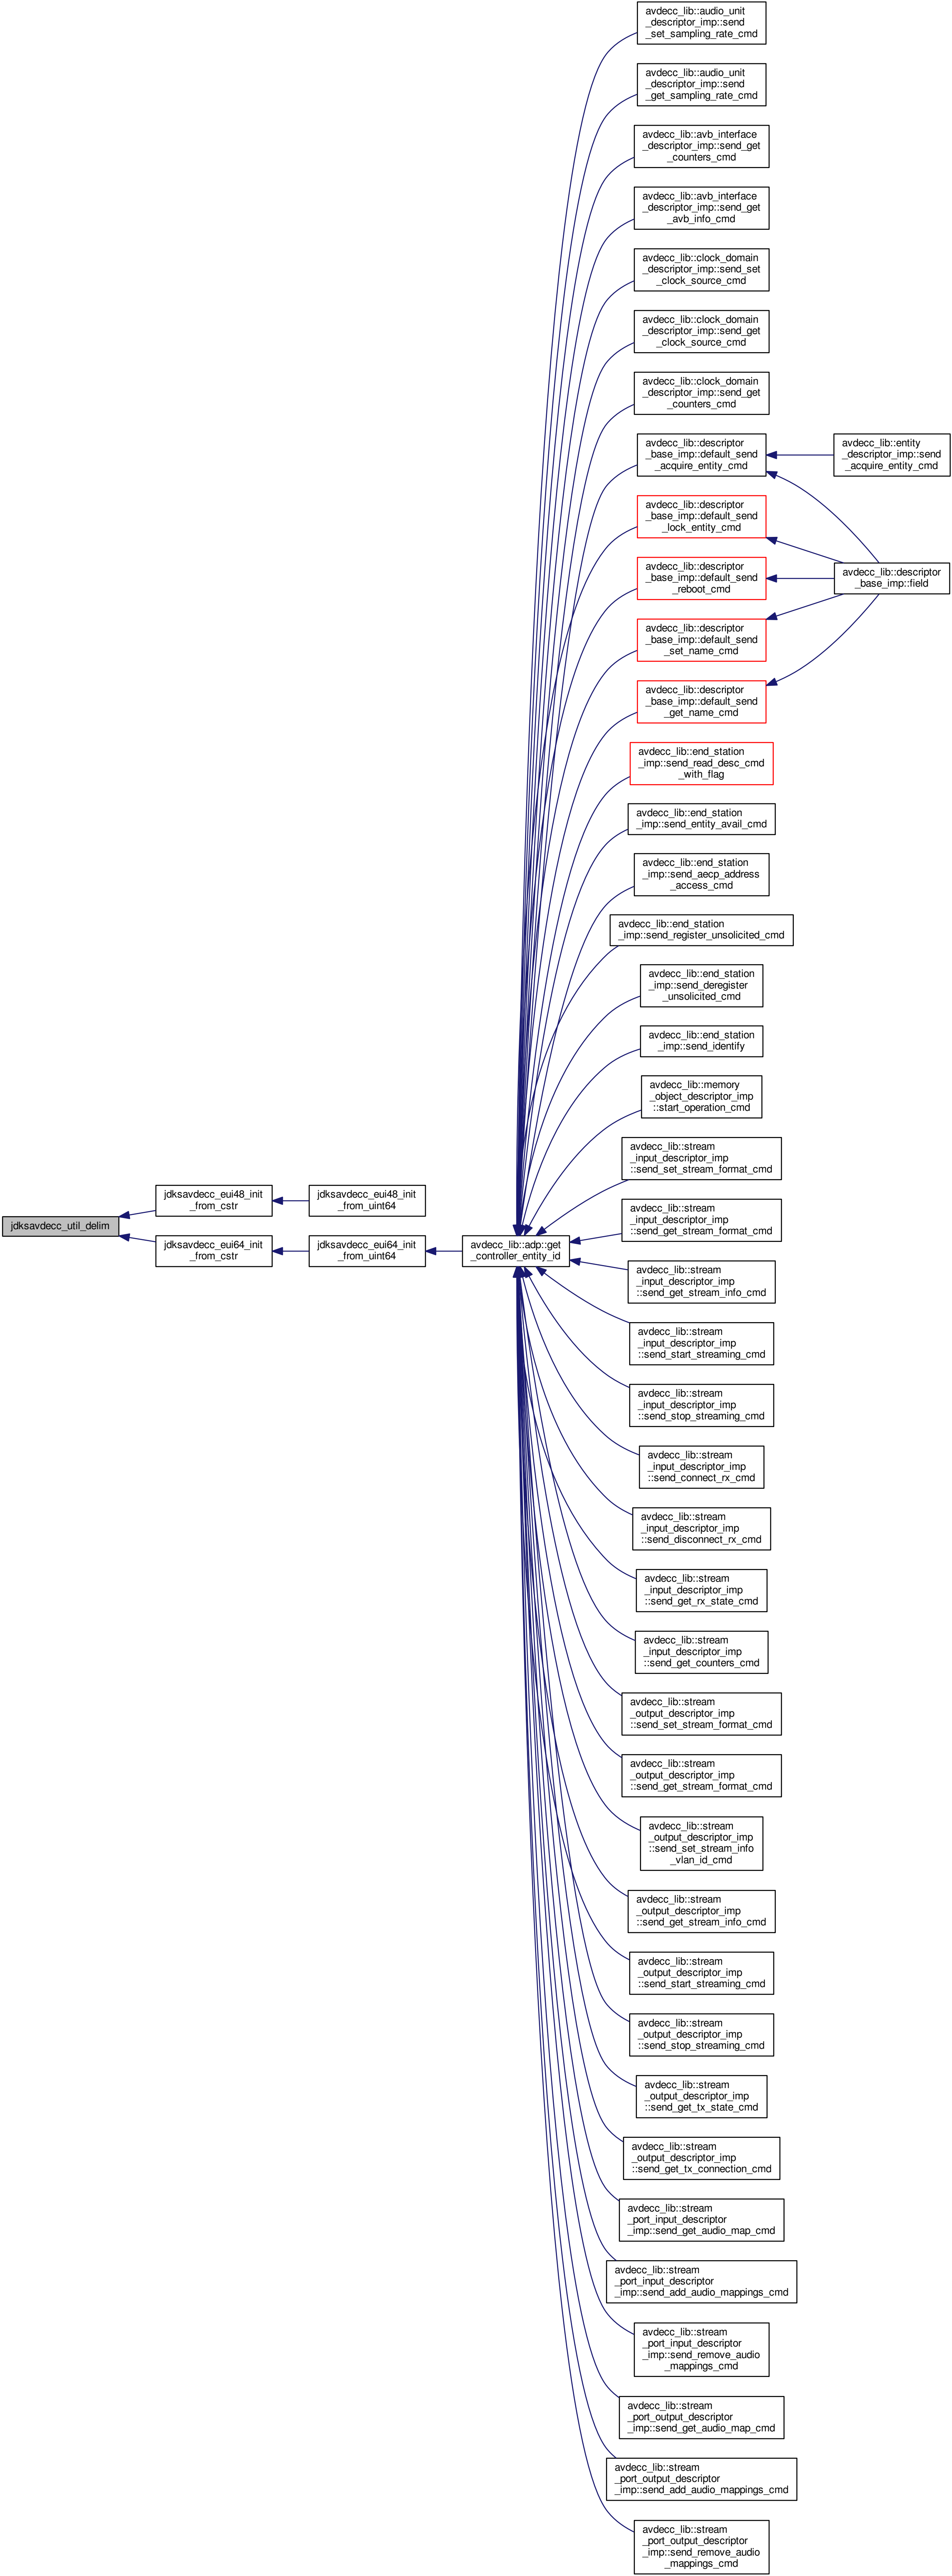 avdecc_lib::audio_unit
_descriptor_imp::send
_set_sampling_rate_cmd
avdecc_lib::audio_unit
_descriptor_imp::send
_get_sampling_rate_cmd
avdecc_lib::avb_interface
_descriptor_imp::send_get
_counters_cmd
avdecc_lib::avb_interface
_descriptor_imp::send_get
_avb_info_cmd
avdecc_lib::clock_domain
_descriptor_imp::send_set
_clock_source_cmd
avdecc_lib::clock_domain
_descriptor_imp::send_get
_clock_source_cmd
avdecc_lib::clock_domain
_descriptor_imp::send_get
_counters_cmd
avdecc_lib::descriptor
_base_imp::default_send
_acquire_entity_cmd
avdecc_lib::entity
_descriptor_imp::send
_acquire_entity_cmd
avdecc_lib::descriptor
_base_imp::default_send
_lock_entity_cmd
avdecc_lib::descriptor
_base_imp::default_send
_reboot_cmd
avdecc_lib::descriptor
_base_imp::field
avdecc_lib::descriptor
_base_imp::default_send
_set_name_cmd
avdecc_lib::descriptor
_base_imp::default_send
_get_name_cmd
avdecc_lib::end_station
_imp::send_read_desc_cmd
_with_flag
avdecc_lib::end_station
_imp::send_entity_avail_cmd
avdecc_lib::end_station
_imp::send_aecp_address
_access_cmd
avdecc_lib::end_station
_imp::send_register_unsolicited_cmd
avdecc_lib::end_station
_imp::send_deregister
_unsolicited_cmd
avdecc_lib::end_station
_imp::send_identify
avdecc_lib::memory
_object_descriptor_imp
::start_operation_cmd
avdecc_lib::stream
_input_descriptor_imp
::send_set_stream_format_cmd
jdksavdecc_util_delim
jdksavdecc_eui48_init
_from_cstr
jdksavdecc_eui48_init
_from_uint64
jdksavdecc_eui64_init
_from_cstr
jdksavdecc_eui64_init
_from_uint64
avdecc_lib::adp::get
_controller_entity_id
avdecc_lib::stream
_input_descriptor_imp
::send_get_stream_format_cmd
avdecc_lib::stream
_input_descriptor_imp
::send_get_stream_info_cmd
avdecc_lib::stream
_input_descriptor_imp
::send_start_streaming_cmd
avdecc_lib::stream
_input_descriptor_imp
::send_stop_streaming_cmd
avdecc_lib::stream
_input_descriptor_imp
::send_connect_rx_cmd
avdecc_lib::stream
_input_descriptor_imp
::send_disconnect_rx_cmd
avdecc_lib::stream
_input_descriptor_imp
::send_get_rx_state_cmd
avdecc_lib::stream
_input_descriptor_imp
::send_get_counters_cmd
avdecc_lib::stream
_output_descriptor_imp
::send_set_stream_format_cmd
avdecc_lib::stream
_output_descriptor_imp
::send_get_stream_format_cmd
avdecc_lib::stream
_output_descriptor_imp
::send_set_stream_info
_vlan_id_cmd
avdecc_lib::stream
_output_descriptor_imp
::send_get_stream_info_cmd
avdecc_lib::stream
_output_descriptor_imp
::send_start_streaming_cmd
avdecc_lib::stream
_output_descriptor_imp
::send_stop_streaming_cmd
avdecc_lib::stream
_output_descriptor_imp
::send_get_tx_state_cmd
avdecc_lib::stream
_output_descriptor_imp
::send_get_tx_connection_cmd
avdecc_lib::stream
_port_input_descriptor
_imp::send_get_audio_map_cmd
avdecc_lib::stream
_port_input_descriptor
_imp::send_add_audio_mappings_cmd
avdecc_lib::stream
_port_input_descriptor
_imp::send_remove_audio
_mappings_cmd
avdecc_lib::stream
_port_output_descriptor
_imp::send_get_audio_map_cmd
avdecc_lib::stream
_port_output_descriptor
_imp::send_add_audio_mappings_cmd
avdecc_lib::stream
_port_output_descriptor
_imp::send_remove_audio
_mappings_cmd